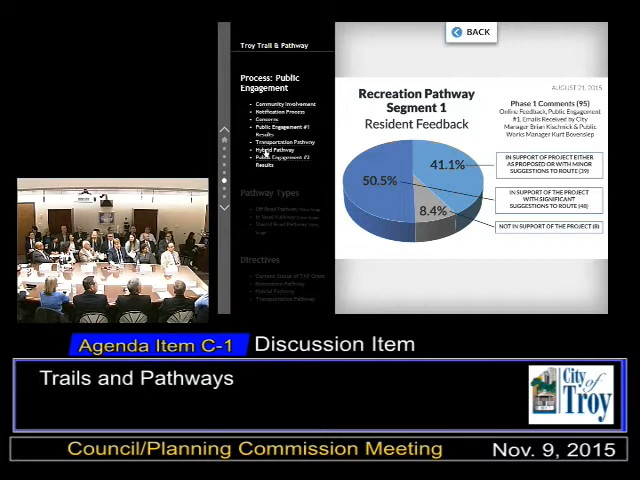 BACK
Troy Trail & Pathway
Process: Public
Engagement
Community Involvement
Notification Process
Concerns
Public Engagement #1
Results
Transportation Pathway
Hybrid Pathway
Public Engagement #2
Results
Pathway Types
Directives
AUGUST 21, 2015
Recreation Pathway
Segment 1
Resident Feedback
Phase 1 Comments (95)
Online Feedback, Public Engagement
#1, Emails Received by City
Manager Brian Kischnick & Public
Works Manager Kurt Bovensiep
41.1%
50.5%
8.4%
IN SUPPORT OF PROJECT EITHER
AS PROPOSED OR WITH MINOR
SUGGESTIONS TO ROUTE (39)
IN SUPPORT OF THE PROJECT
WITH SIGNIFICANT
SUGGESTIONS TO ROUTE (48)
NOT IN SUPPORT OF THE PROJECT (8)
Agenda Item C-1 Discussion Item
Trails and Pathways
City
of
Troy
Council/Planning Commission Meeting Nov. 9, 2015